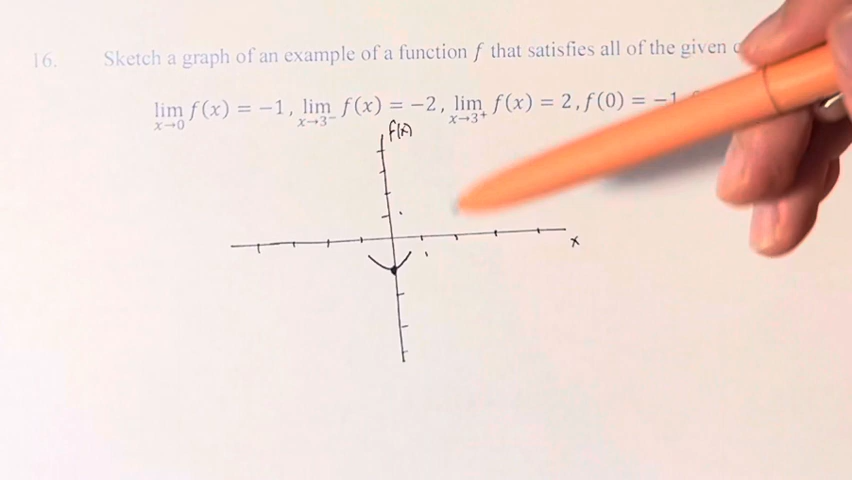 16. Sketch a graph of an example of a function f that satisfies all of the given
lim x→0 f(x) = −1, lim x→3⁻ f(x) = −2, lim x→3⁺ f(x) = 2, f(0) = −1
f(x)
x